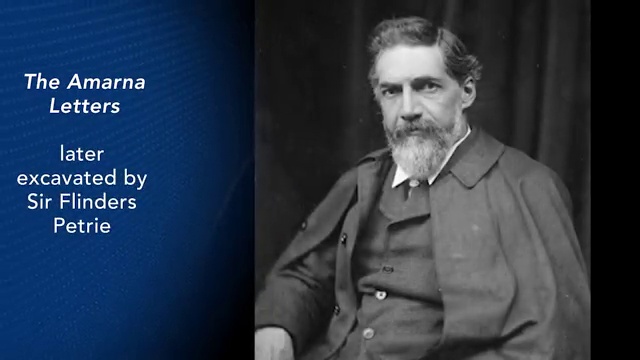 The Amarna
Letters
later
excavated by
Sir Flinders
Petrie